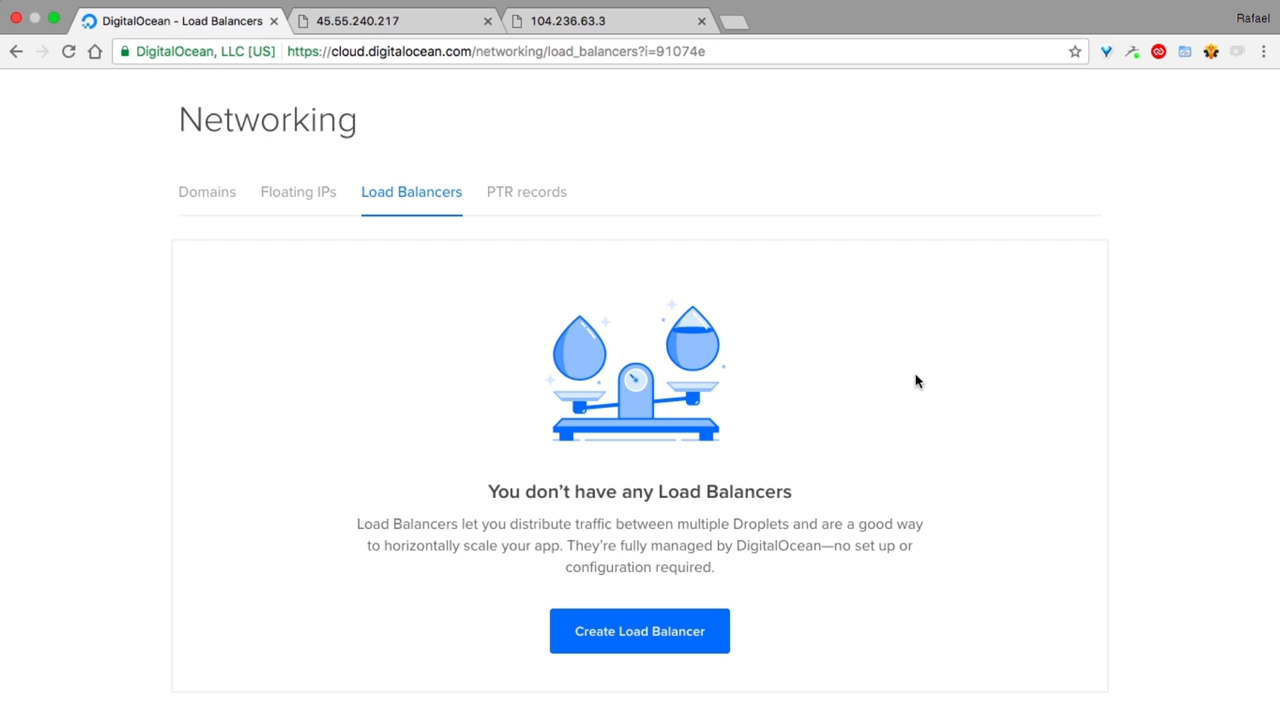 DigitalOcean - Load Balancers
45.55.240.217
104.236.63.3
Rafael
DigitalOcean, LLC [US]
https://cloud.digitalocean.com/networking/load_balancers?i=91074e
Networking
Domains
Floating IPs
Load Balancers
PTR records
You don't have any Load Balancers
Load Balancers let you distribute traffic between multiple Droplets and are a good way
to horizontally scale your app. They're fully managed by DigitalOcean—no set up or
configuration required.
Create Load Balancer